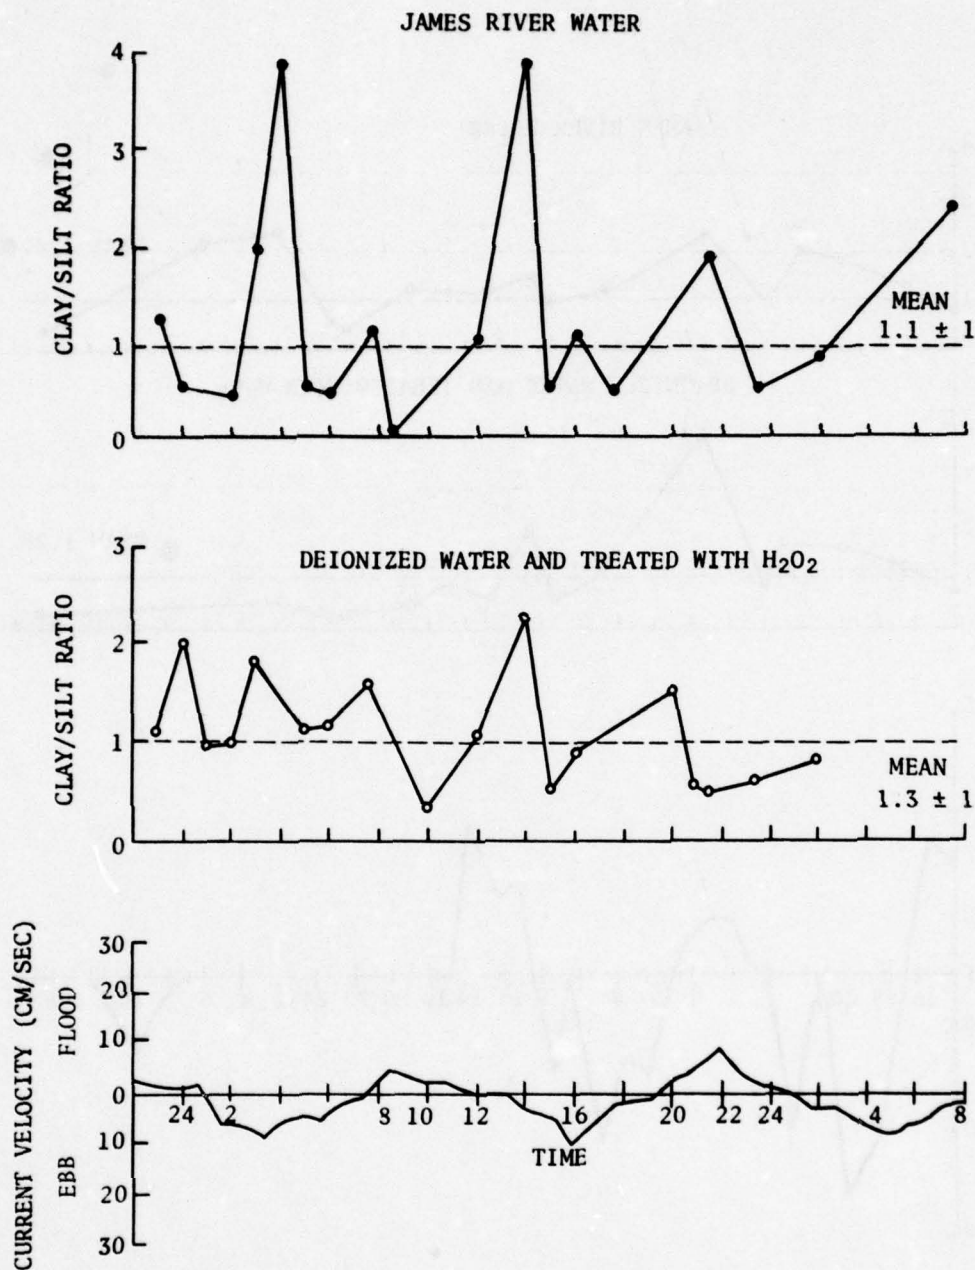 JAMES RIVER WATER
CLAY/SILT RATIO
4
3
2
1
0
MEAN
1.1 ± 1
DEIONIZED WATER AND TREATED WITH H₂O₂
CLAY/SILT RATIO
3
2
1
0
MEAN
1.3 ± 1
CURRENT VELOCITY (CM/SEC)
FLOOD
EBB
30
20
10
0
10
20
30
24 2 8 10 12 16 20 22 24 4 8
TIME